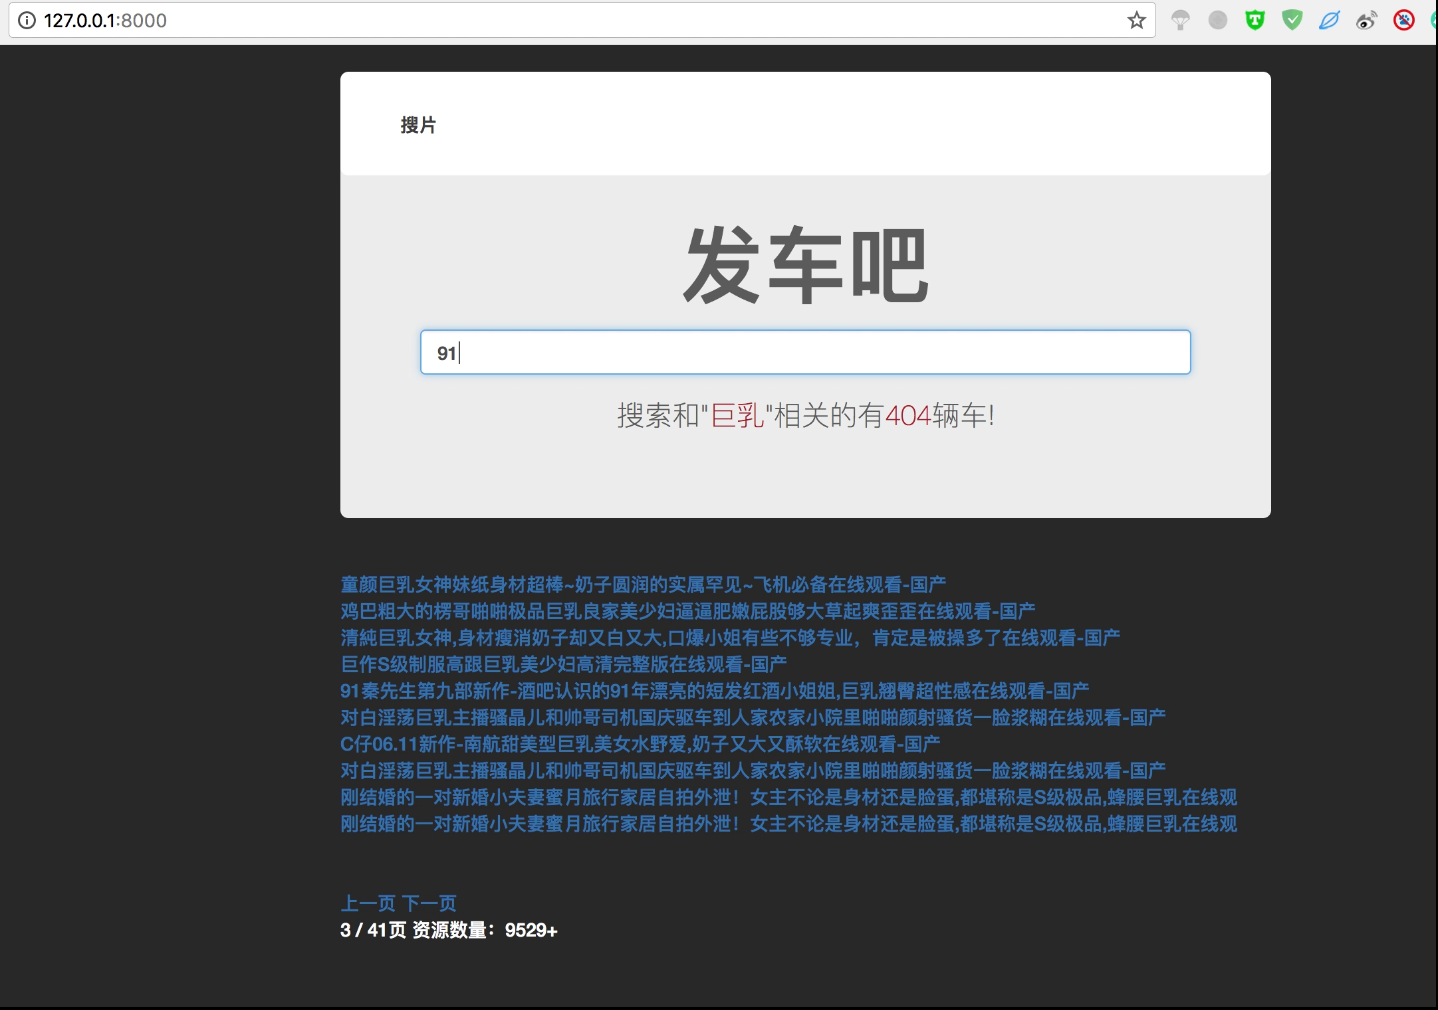 127.0.0.1:8000
搜片
发车吧
91
搜索和"巨乳"相关的有404辆车!
童颜巨乳女神妹纸身材超棒~奶子圆润的实属罕见~飞机必备在线观看-国产
鸡巴粗大的楞哥啪啪极品巨乳良家美少妇逼逼肥嫩屁股够大草起爽歪歪在线观看-国产
清純巨乳女神,身材瘦消奶子却又白又大,口爆小姐有些不够专业，肯定是被操多了在线观看-国产
巨作S级制服高跟巨乳美少妇高清完整版在线观看-国产
91秦先生第九部新作-酒吧认识的91年漂亮的短发红酒小姐姐,巨乳翘臀超性感在线观看-国产
对白淫荡巨乳主播骚晶儿和帅哥司机国庆驱车到人家农家小院里啪啪颜射骚货一脸浆糊在线观看-国产
C仔06.11新作-南航甜美型巨乳美女水野爱,奶子又大又酥软在线观看-国产
对白淫荡巨乳主播骚晶儿和帅哥司机国庆驱车到人家农家小院里啪啪颜射骚货一脸浆糊在线观看-国产
刚结婚的一对新婚小夫妻蜜月旅行家居自拍外泄！女主不论是身材还是脸蛋,都堪称是S级极品,蜂腰巨乳在线观
刚结婚的一对新婚小夫妻蜜月旅行家居自拍外泄！女主不论是身材还是脸蛋,都堪称是S级极品,蜂腰巨乳在线观
上一页 下一页
3 / 41页 资源数量：9529+